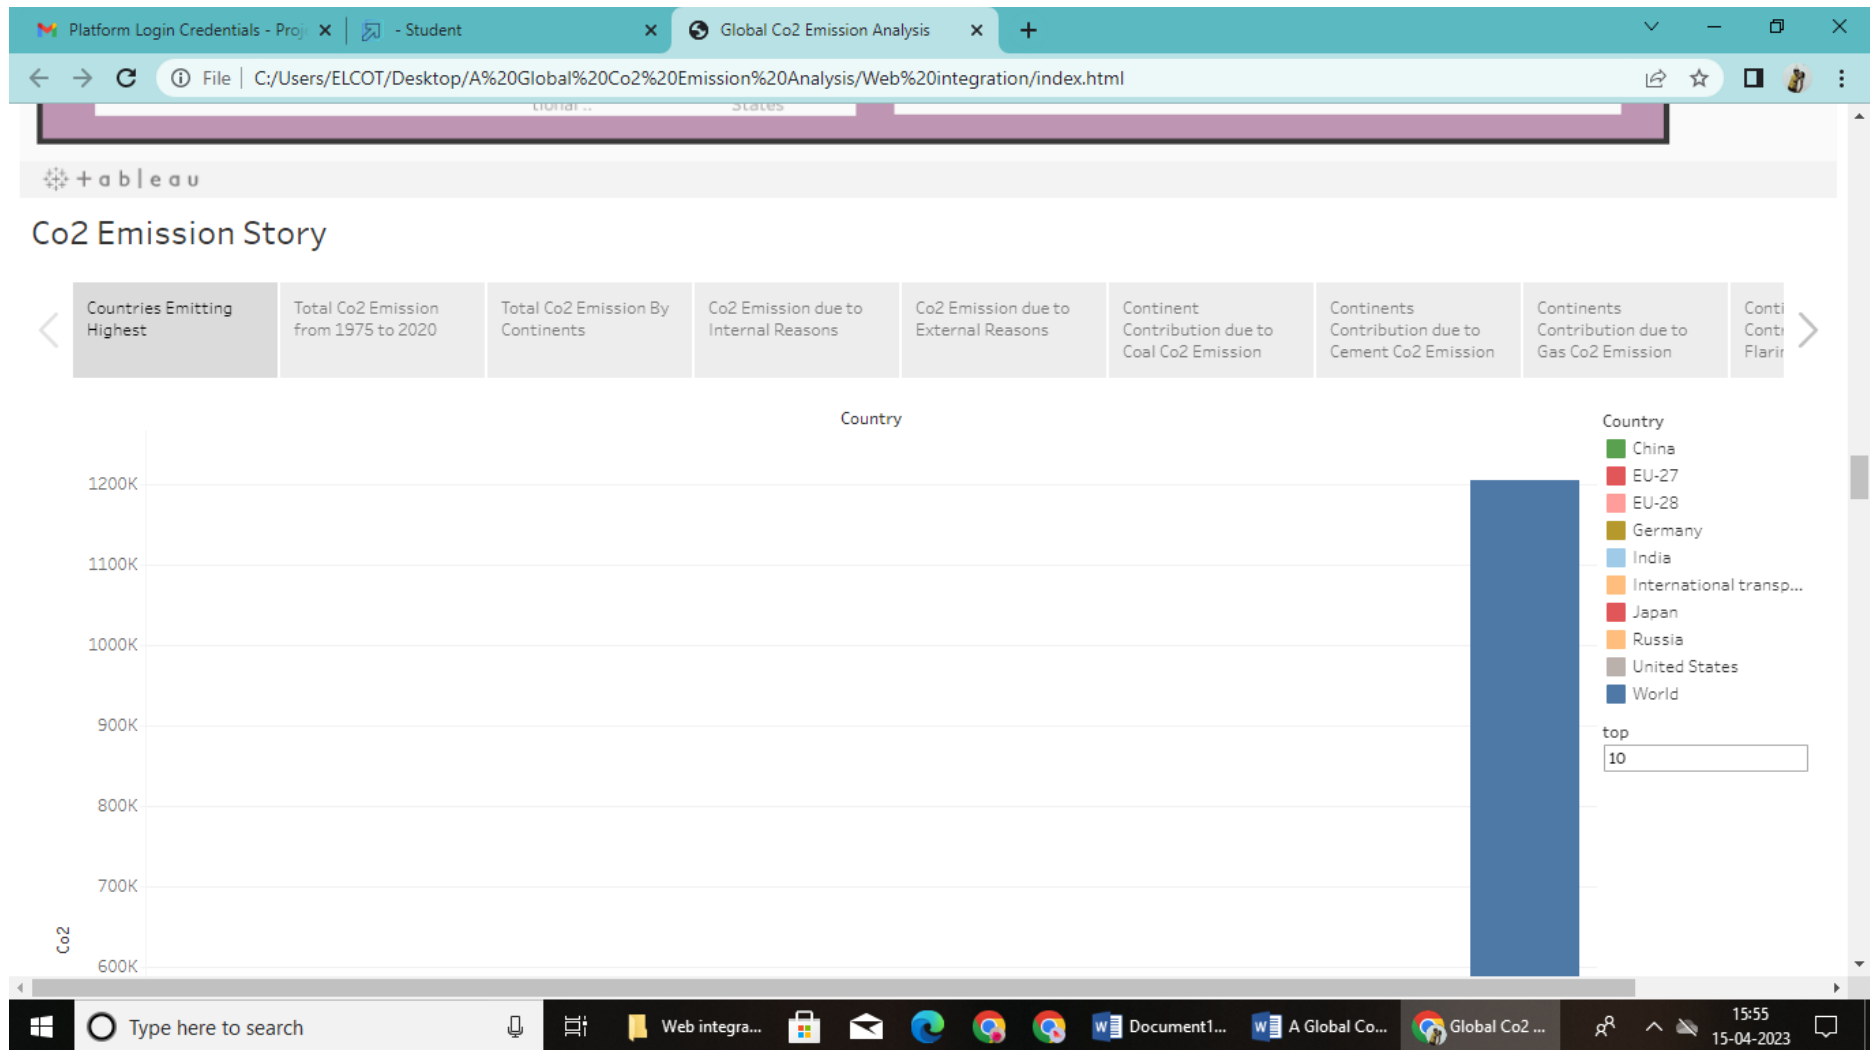 Platform Login Credentials - Proj
- Student
Global Co2 Emission Analysis
File
C:/Users/ELCOT/Desktop/A%20Global%20Co2%20Emission%20Analysis/Web%20integration/index.html
tional ..
States
+ableau
Co2 Emission Story
Countries Emitting
Highest
Total Co2 Emission
from 1975 to 2020
Total Co2 Emission By
Continents
Co2 Emission due to
Internal Reasons
Co2 Emission due to
External Reasons
Continent
Contribution due to
Coal Co2 Emission
Continents
Contribution due to
Cement Co2 Emission
Continents
Contribution due to
Gas Co2 Emission
Conti
Contr
Flarin
Country
1200K
1100K
1000K
900K
800K
700K
600K
Co2
Country
China
EU-27
EU-28
Germany
India
International transp...
Japan
Russia
United States
World
top
10
Type here to search
Web integra...
Document1...
A Global Co...
Global Co2 ...
15:55
15-04-2023